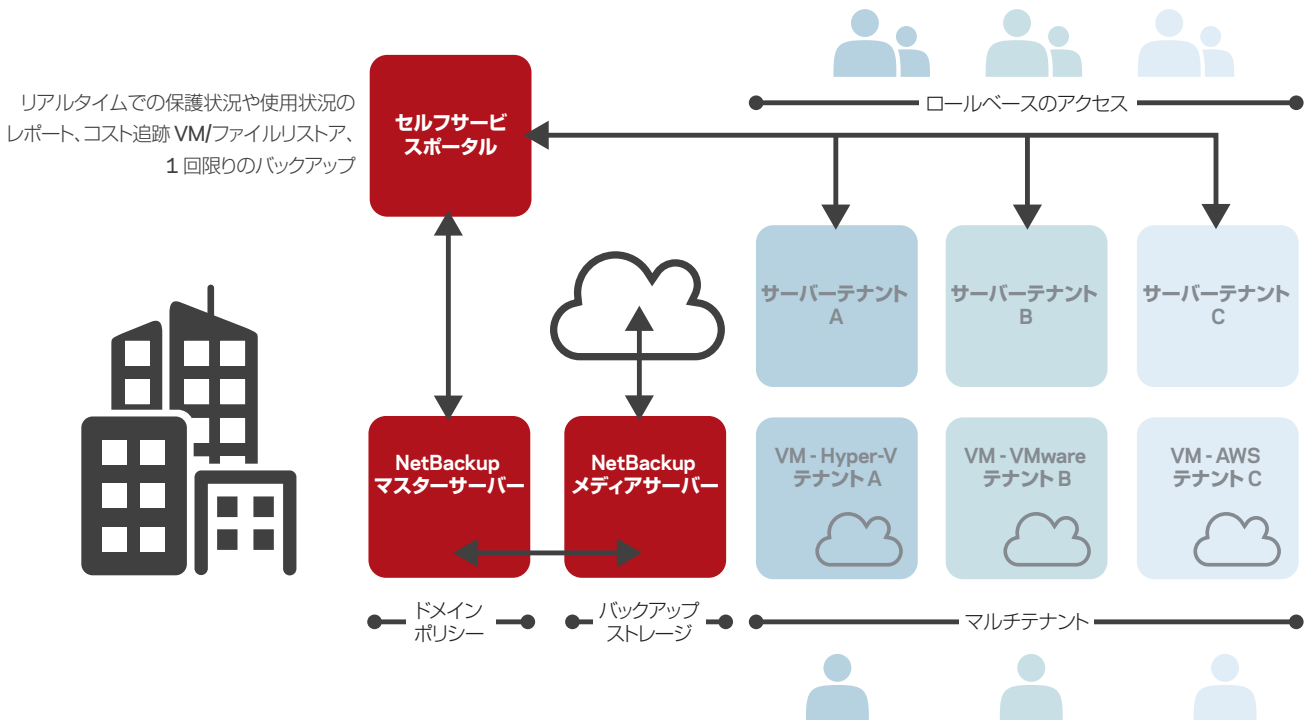 リアルタイムでの保護状況や使用状況の
レポート、コスト追跡 VM/ファイルリストア、
1 回限りのバックアップ
セルフサービ
スポータル
ロールベースのアクセス
サーバーテナント
A
サーバーテナント
B
サーバーテナント
C
NetBackup
マスターサーバー
NetBackup
メディアサーバー
VM - Hyper-V
テナント A
VM - VMware
テナント B
VM - AWS
テナント C
ドメイン
ポリシー
バックアップ
ストレージ
マルチテナント